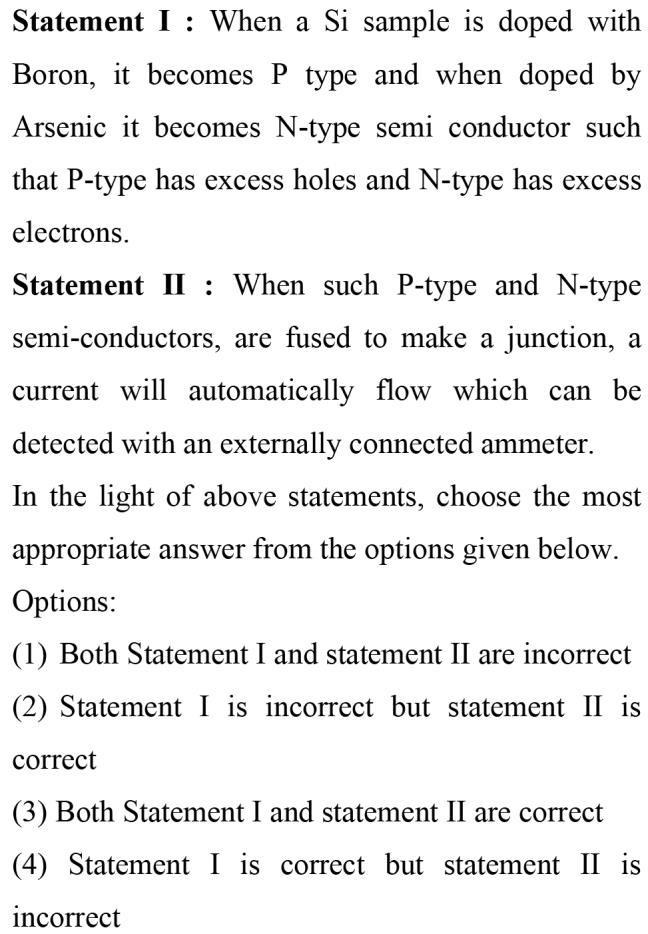 Statement I : When a Si sample is doped with
Boron, it becomes P type and when doped by
Arsenic it becomes N-type semi conductor such
that P-type has excess holes and N-type has excess
electrons.
Statement II : When such P-type and N-type
semi-conductors, are fused to make a junction, a
current will automatically flow which can be
detected with an externally connected ammeter.
In the light of above statements, choose the most
appropriate answer from the options given below.
Options:
(1) Both Statement I and statement II are incorrect
(2) Statement I is incorrect but statement II is
correct
(3) Both Statement I and statement II are correct
(4) Statement I is correct but statement II is
incorrect